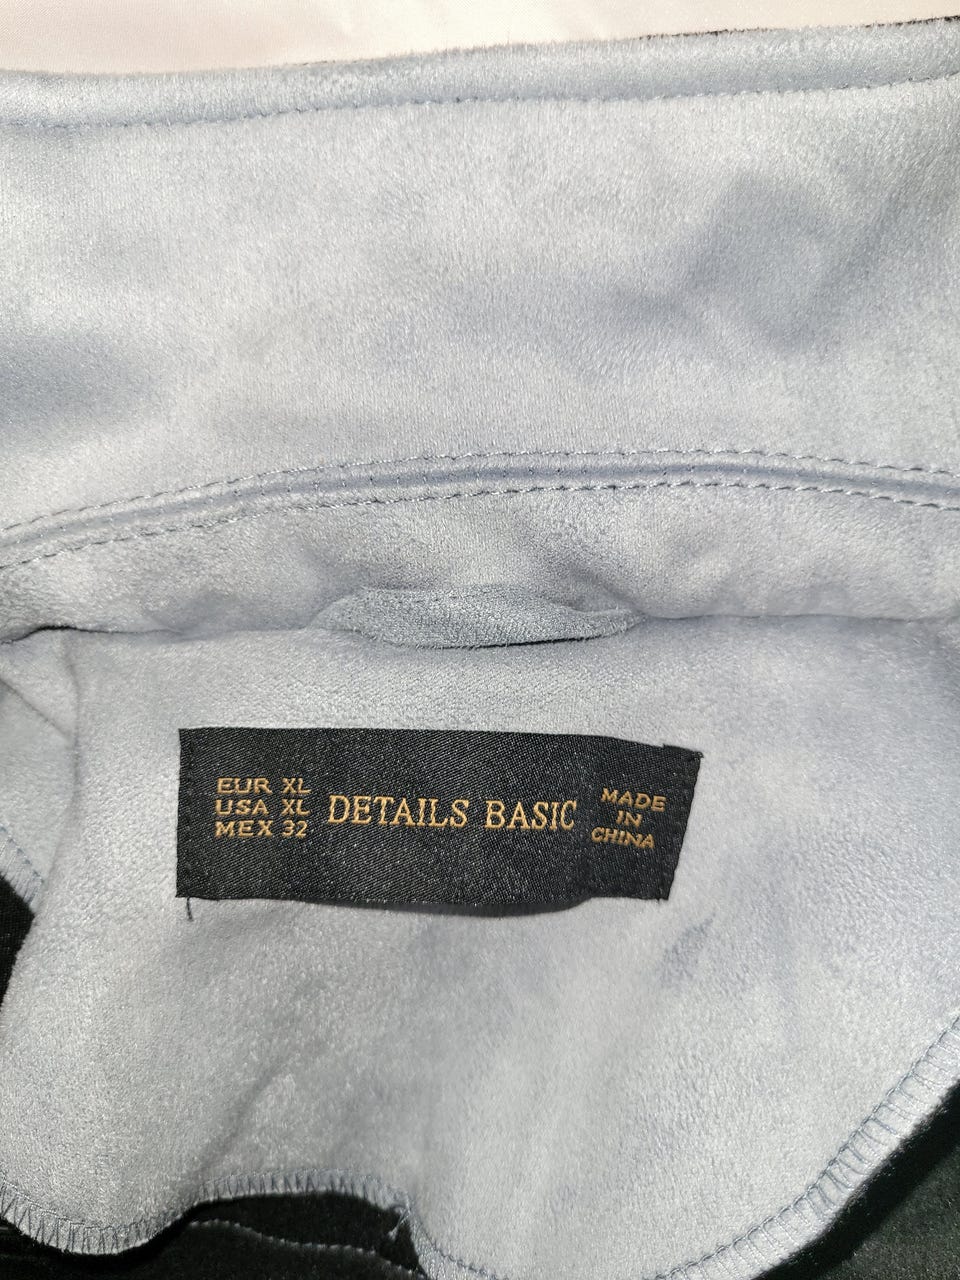 EUR XL
USA XL
MEX 32
DETAILS BASIC
MADE
IN
CHINA